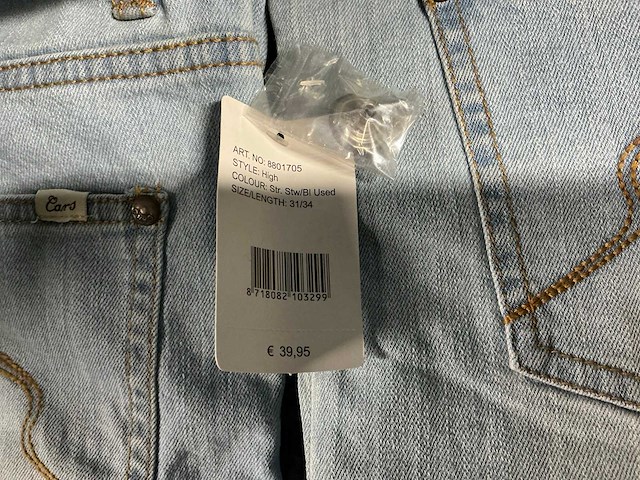 Cars
ART. NO: 8801705
STYLE: High
COLOUR: Str. Stw/Bl Used
SIZE/LENGTH: 31/34
8 718082 103299
€ 39,95